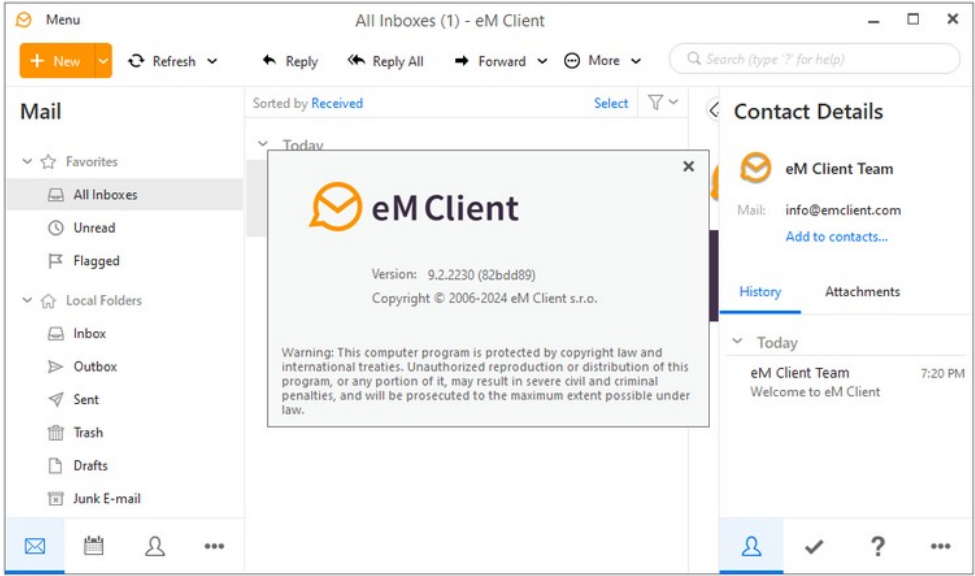 Menu
All Inboxes (1) - eM Client
New
Refresh
Reply
Reply All
Forward
More
Search (type '?' for help)
Mail
Favorites
All Inboxes
Unread
Flagged
Local Folders
Inbox
Outbox
Sent
Trash
Drafts
Junk E-mail
Sorted by Received
Select
Today
eM Client
Version: 9.2.2230 (82bdd89)
Copyright © 2006-2024 eM Client s.r.o.
Warning: This computer program is protected by copyright law and
international treaties. Unauthorized reproduction or distribution of this
program, or any portion of it, may result in severe civil and criminal
penalties, and will be prosecuted to the maximum extent possible under
law.
Contact Details
eM Client Team
Mail: info@emclient.com
Add to contacts...
History
Attachments
Today
eM Client Team 7:20 PM
Welcome to eM Client